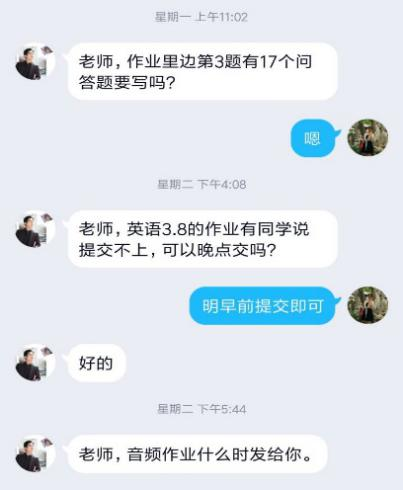 星期一 上午11:02
老师，作业里边第3题有17个问
答题要写吗？
嗯
星期二 下午4:08
老师，英语3.8的作业有同学说
提交不上，可以晚点交吗？
明早前提交即可
好的
星期二 下午5:44
老师，音频作业什么时发给你。